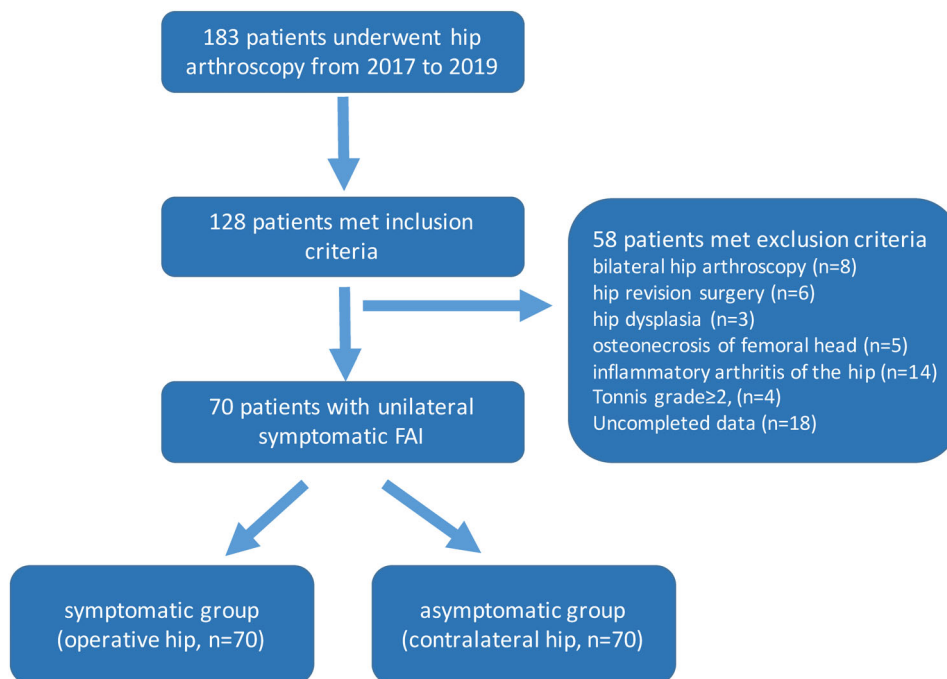 183 patients underwent hip
arthroscopy from 2017 to 2019
128 patients met inclusion
criteria
58 patients met exclusion criteria
bilateral hip arthroscopy (n=8)
hip revision surgery (n=6)
hip dysplasia (n=3)
osteonecrosis of femoral head (n=5)
inflammatory arthritis of the hip (n=14)
Tonnis grade≥2, (n=4)
Uncompleted data (n=18)
70 patients with unilateral
symptomatic FAI
symptomatic group
(operative hip, n=70)
asymptomatic group
(contralateral hip, n=70)